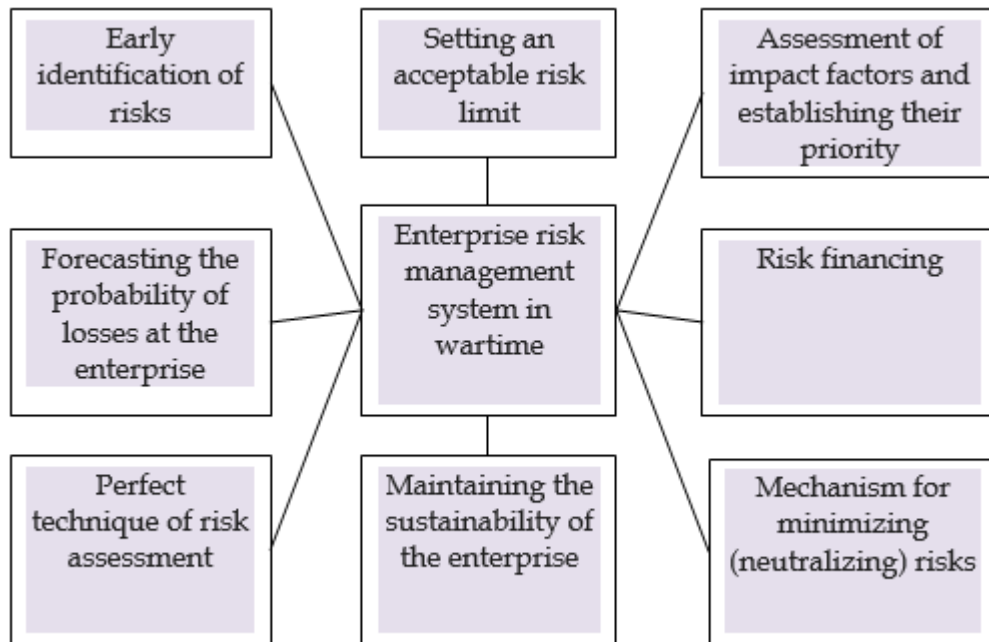 Early
identification of
risks
Setting an
acceptable risk
limit
Assessment of
impact factors and
establishing their
priority
Forecasting the
probability of
losses at the
enterprise
Enterprise risk
management
system in
wartime
Risk financing
Perfect
technique of risk
assessment
Maintaining the
sustainability of
the enterprise
Mechanism for
minimizing
(neutralizing) risks